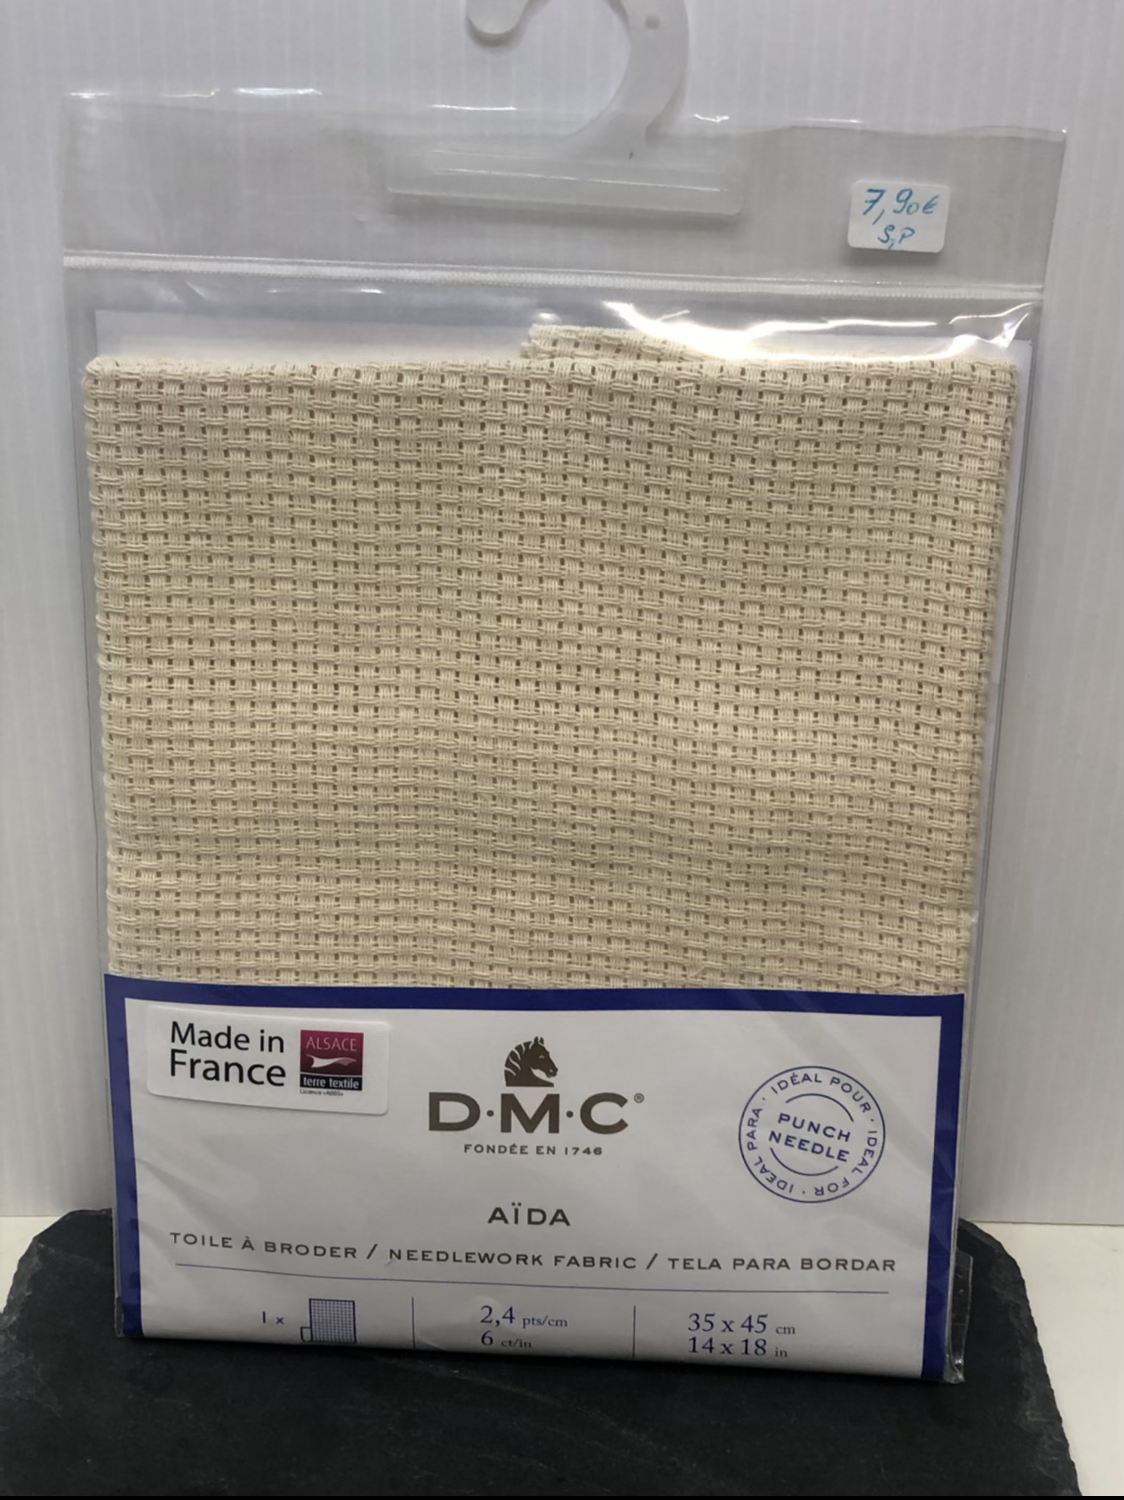 7,90€
S,P
Made in
France
ALSACE
terre textile
D·M·C®
FONDÉE EN 1746
IDÉAL POUR · IDEAL FOR · IDEAL PARA ·
PUNCH
NEEDLE
AÏDA
TOILE À BRODER / NEEDLEWORK FABRIC / TELA PARA BORDAR
1 x
2,4 pts/cm
6 ct/in
35 x 45 cm
14 x 18 in